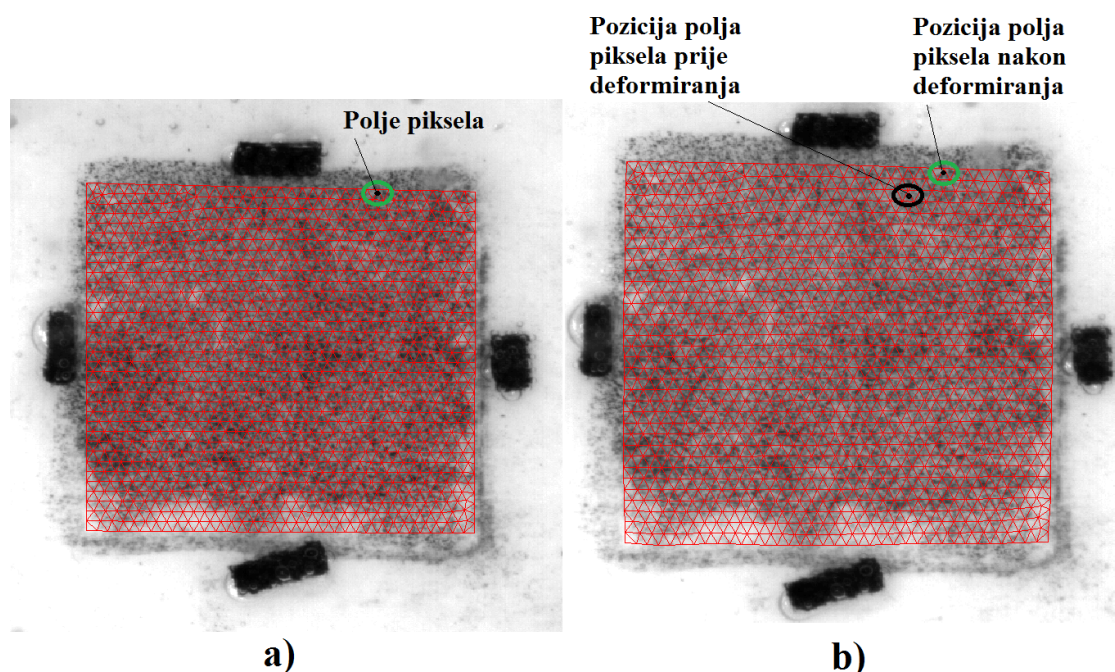 Polje piksela
a)
Pozicija polja
piksela prije
deformiranja
Pozicija polja
piksela nakon
deformiranja
b)